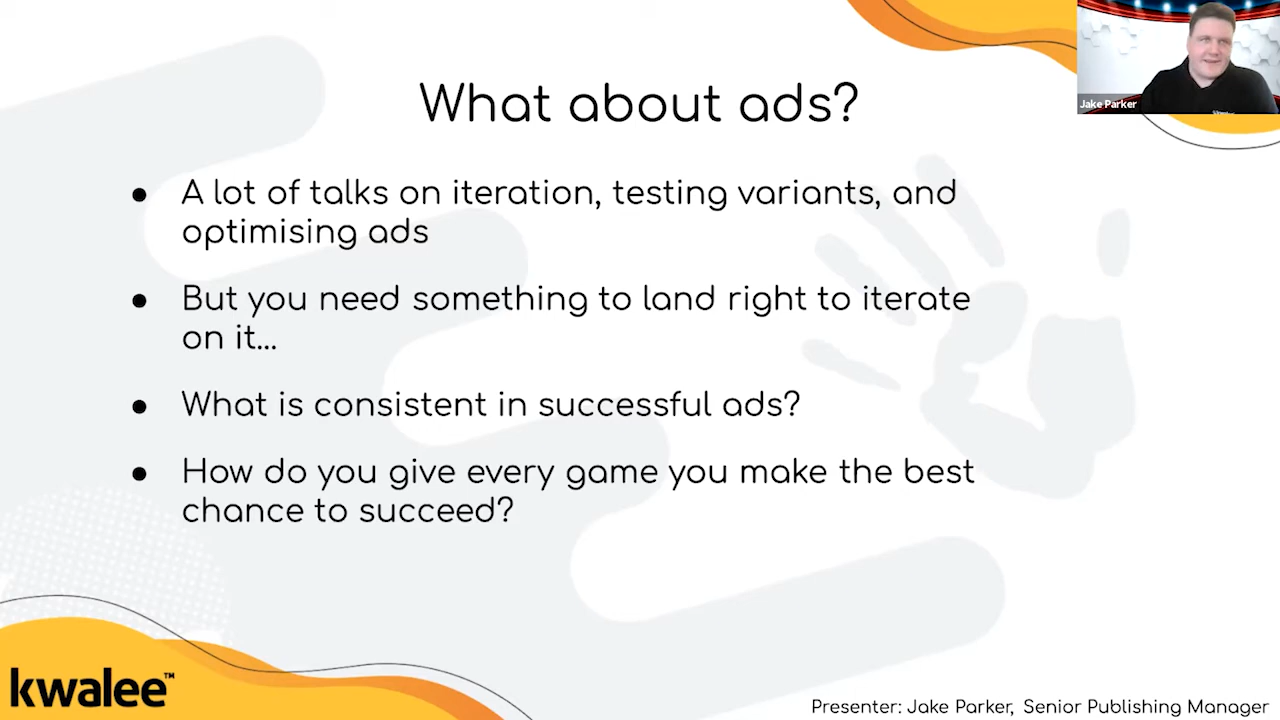 What about ads?
Jake Parker
● A lot of talks on iteration, testing variants, and
optimising ads
● But you need something to land right to iterate
on it...
● What is consistent in successful ads?
● How do you give every game you make the best
chance to succeed?
kwalee™
Presenter: Jake Parker, Senior Publishing Manager